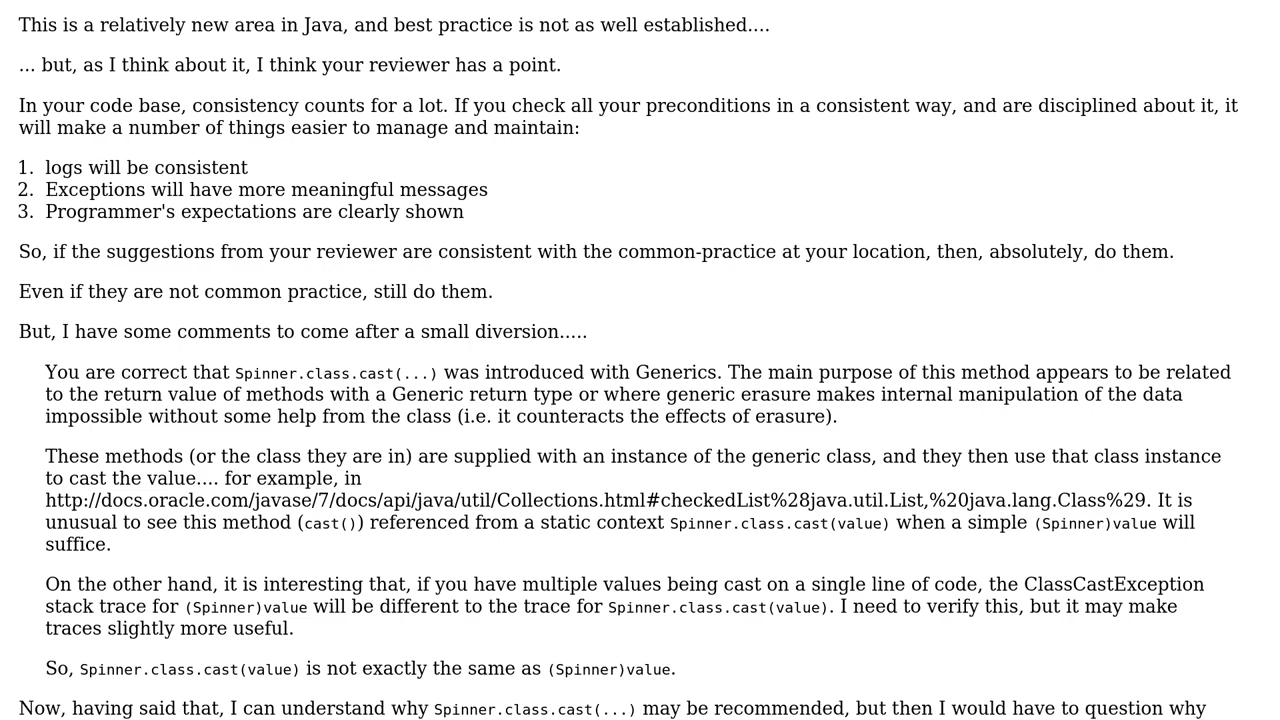 This is a relatively new area in Java, and best practice is not as well established....
... but, as I think about it, I think your reviewer has a point.
In your code base, consistency counts for a lot. If you check all your preconditions in a consistent way, and are disciplined about it, it
will make a number of things easier to manage and maintain:
1. logs will be consistent
2. Exceptions will have more meaningful messages
3. Programmer's expectations are clearly shown
So, if the suggestions from your reviewer are consistent with the common-practice at your location, then, absolutely, do them.
Even if they are not common practice, still do them.
But, I have some comments to come after a small diversion.....
You are correct that Spinner.class.cast(...) was introduced with Generics. The main purpose of this method appears to be related
to the return value of methods with a Generic return type or where generic erasure makes internal manipulation of the data
impossible without some help from the class (i.e. it counteracts the effects of erasure).
These methods (or the class they are in) are supplied with an instance of the generic class, and they then use that class instance
to cast the value.... for example, in
http://docs.oracle.com/javase/7/docs/api/java/util/Collections.html#checkedList%28java.util.List,%20java.lang.Class%29. It is
unusual to see this method (cast()) referenced from a static context Spinner.class.cast(value) when a simple (Spinner)value will
suffice.
On the other hand, it is interesting that, if you have multiple values being cast on a single line of code, the ClassCastException
stack trace for (Spinner)value will be different to the trace for Spinner.class.cast(value). I need to verify this, but it may make
traces slightly more useful.
So, Spinner.class.cast(value) is not exactly the same as (Spinner)value.
Now, having said that, I can understand why Spinner.class.cast(...) may be recommended, but then I would have to question why